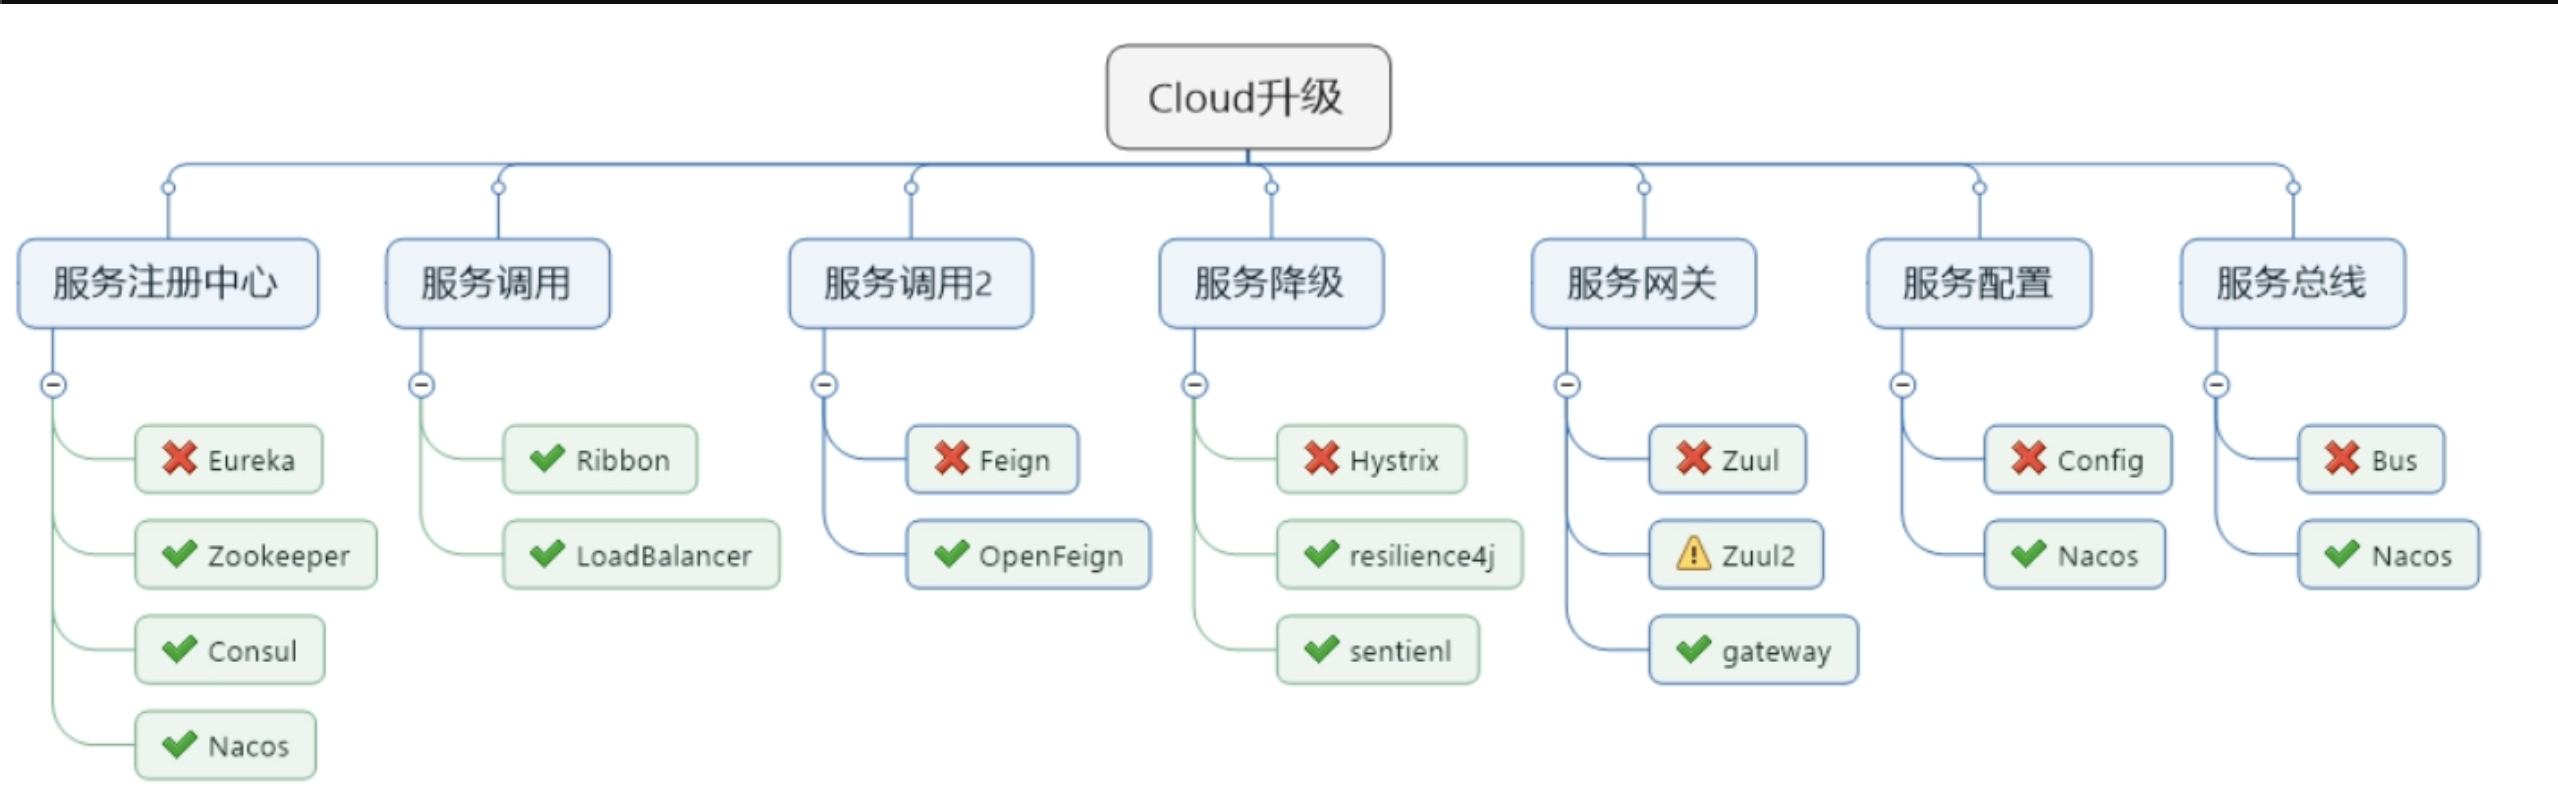 Cloud升级
服务注册中心
Eureka
Zookeeper
Consul
Nacos
服务调用
Ribbon
LoadBalancer
服务调用2
Feign
OpenFeign
服务降级
Hystrix
resilience4j
sentienl
服务网关
Zuul
Zuul2
gateway
服务配置
Config
Nacos
服务总线
Bus
Nacos